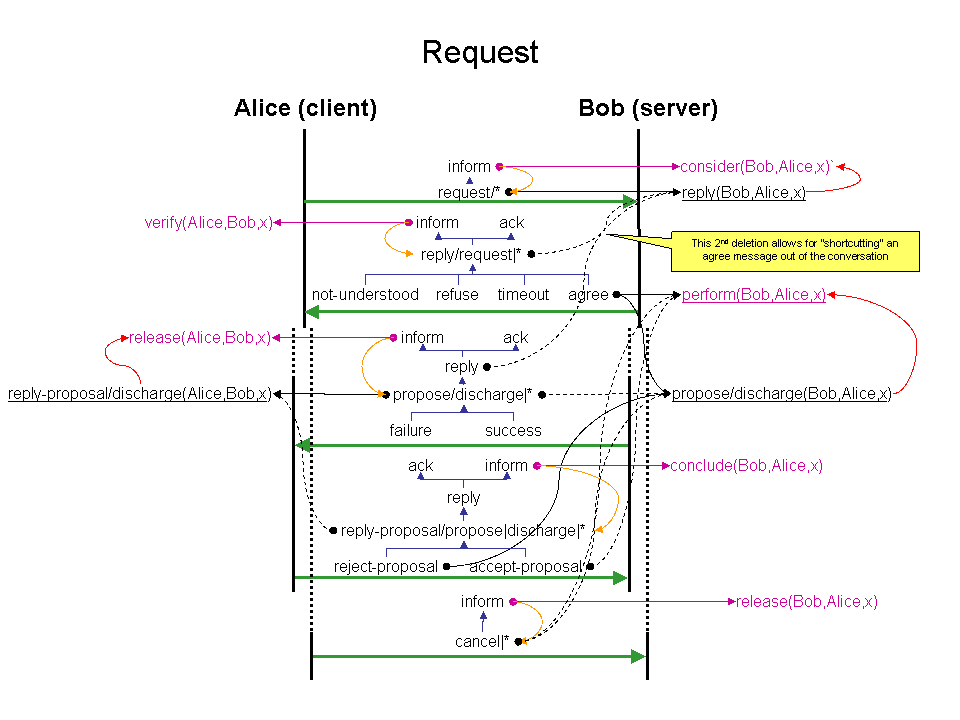 Request
Alice (client)
Bob (server)
inform
consider(Bob,Alice,x)`
request/*
reply(Bob,Alice,x)
verify(Alice,Bob,x)
inform
ack
This 2nd deletion allows for "shortcutting" an
agree message out of the conversation
reply/request|*
not-understood
refuse
timeout
agree
perform(Bob,Alice,x)
release(Alice,Bob,x)
inform
ack
reply
reply-proposal/discharge(Alice,Bob,x)
propose/discharge|*
propose/discharge(Bob,Alice,x)
failure
success
ack
inform
conclude(Bob,Alice,x)
reply
reply-proposal/propose|discharge|*
reject-proposal
accept-proposal
inform
release(Bob,Alice,x)
cancel|*